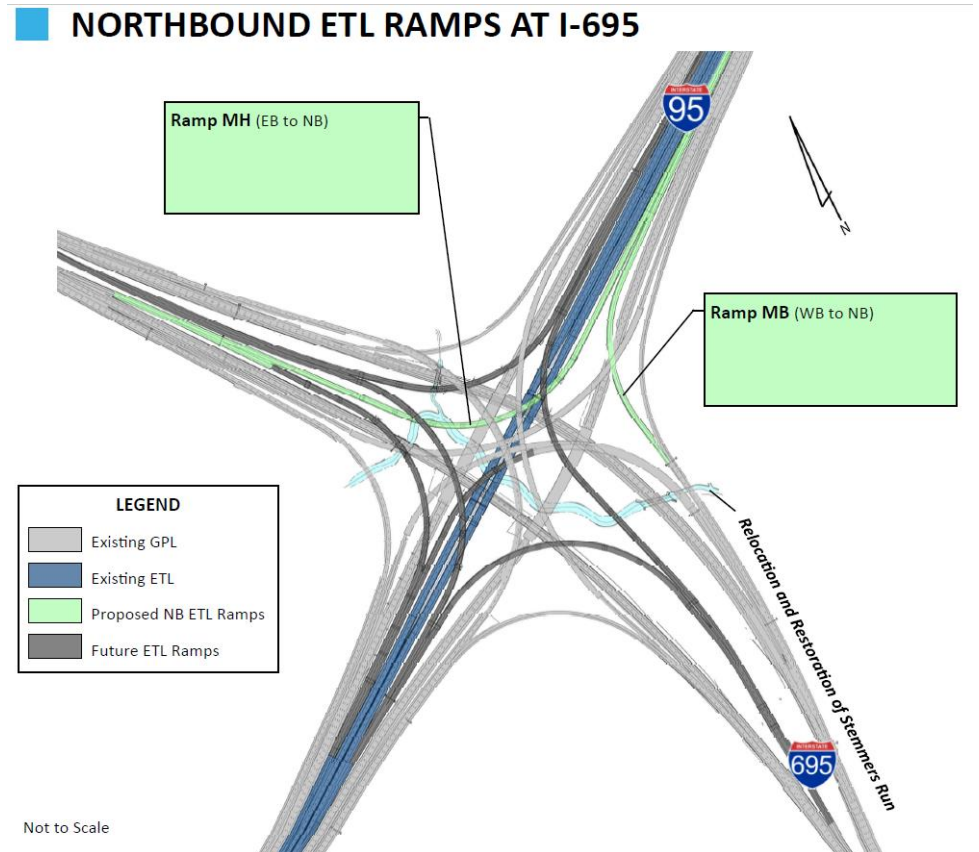 NORTHBOUND ETL RAMPS AT I-695
INTERSTATE
95
Ramp MH (EB to NB)
N
Ramp MB (WB to NB)
LEGEND
Existing GPL
Existing ETL
Proposed NB ETL Ramps
Future ETL Ramps
Relocation and Restoration of Stemmers Run
INTERSTATE
695
Not to Scale